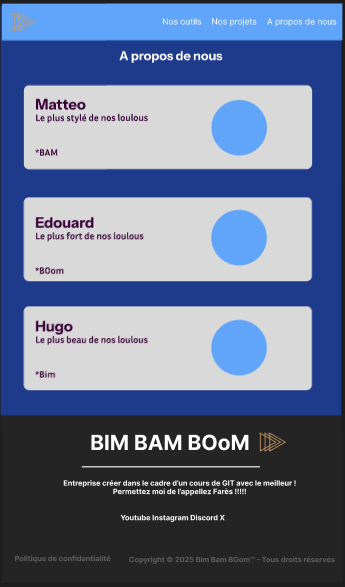 Nos outils Nos projets A propos de nous
A propos de nous
Matteo
Le plus stylé de nos loulous
*BAM
Edouard
Le plus fort de nos loulous
*BOom
Hugo
Le plus beau de nos loulous
*Bim
BIM BAM BOoM
Entreprise créer dans le cadre d'un cours de GIT avec le meilleur !
Permettez moi de l'appellez Farès !!!!!
Youtube Instagram Discord X
Politique de confidantialité Copyright © 2025 Bim Bam BOom™ - Tous droits réservés